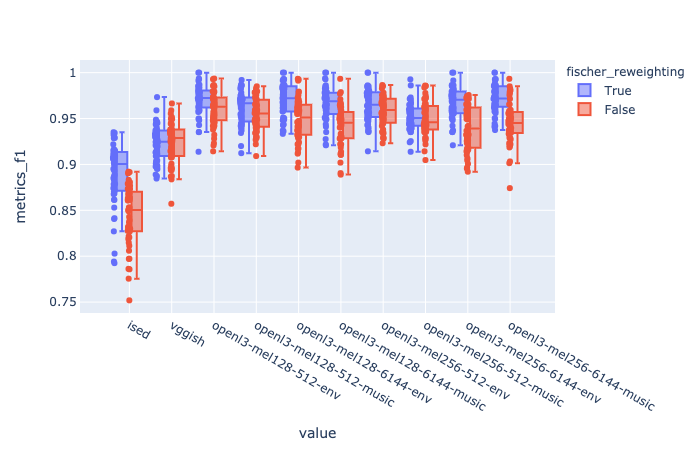 fischer_reweighting
True
False
metrics_f1
1
0.95
0.9
0.85
0.8
0.75
ised
vggish
openl3-mel128-512-env
openl3-mel128-512-music
openl3-mel128-6144-env
openl3-mel128-6144-music
openl3-mel256-512-env
openl3-mel256-512-music
openl3-mel256-6144-env
openl3-mel256-6144-music
value